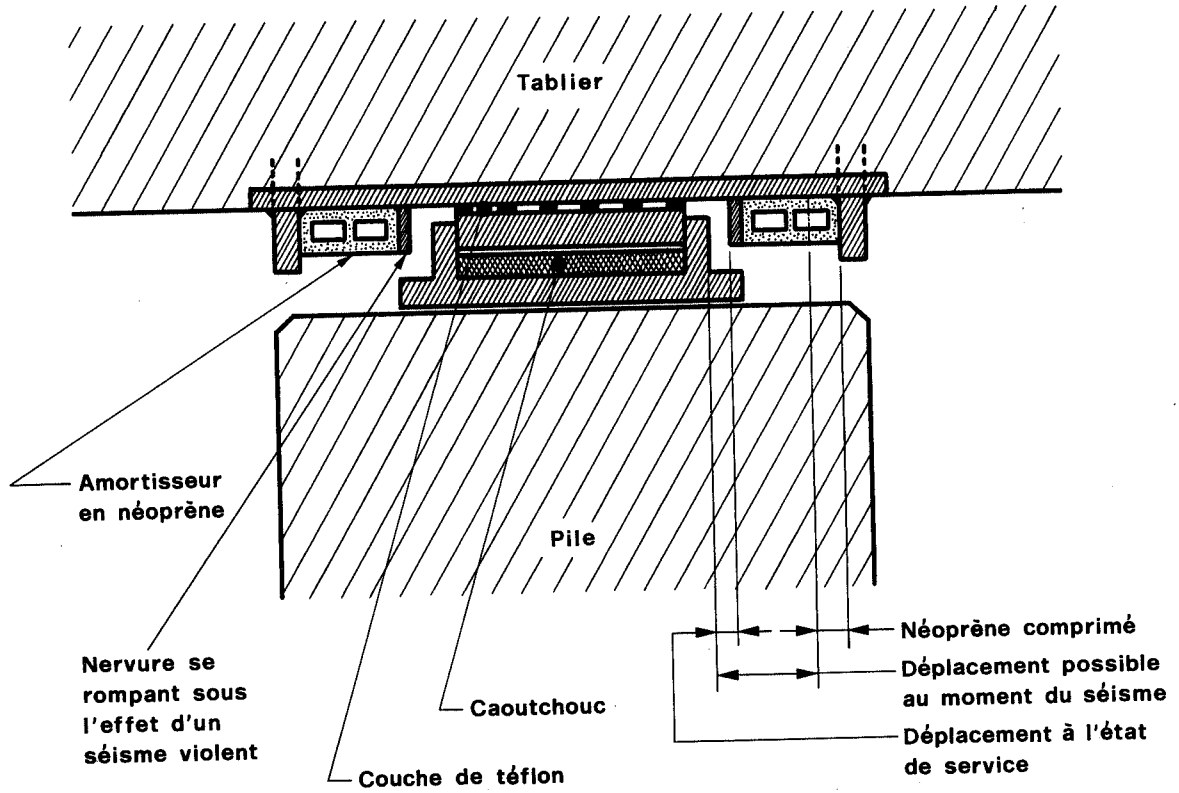 Tablier
Amortisseur
en néoprène
Pile
Nervure se
rompant sous
l'effet d'un
séisme violent
Caoutchouc
Couche de téflon
Néoprène comprimé
Déplacement possible
au moment du séisme
Déplacement à l'état
de service